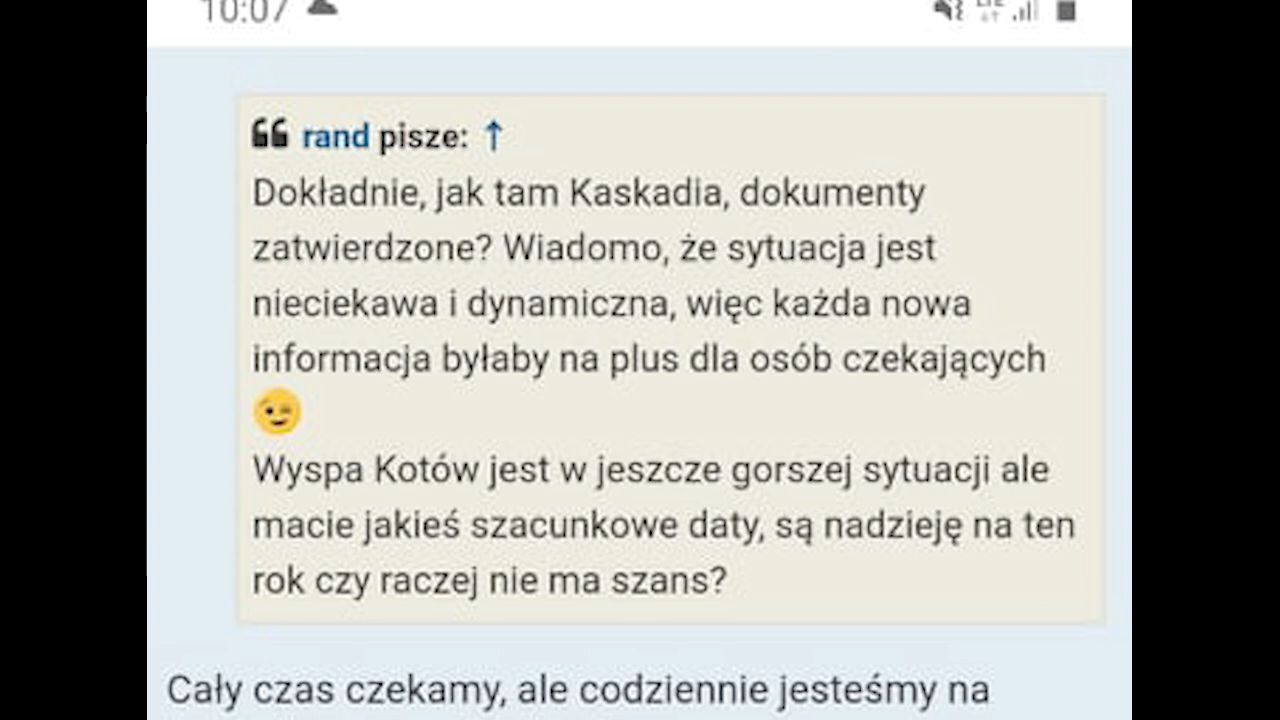 10:07
rand pisze: ↑
Dokładnie, jak tam Kaskadia, dokumenty
zatwierdzone? Wiadomo, że sytuacja jest
nieciekawa i dynamiczna, więc każda nowa
informacja byłaby na plus dla osób czekających
😉
Wyspa Kotów jest w jeszcze gorszej sytuacji ale
macie jakieś szacunkowe daty, są nadzieję na ten
rok czy raczej nie ma szans?
Cały czas czekamy, ale codziennie jesteśmy na